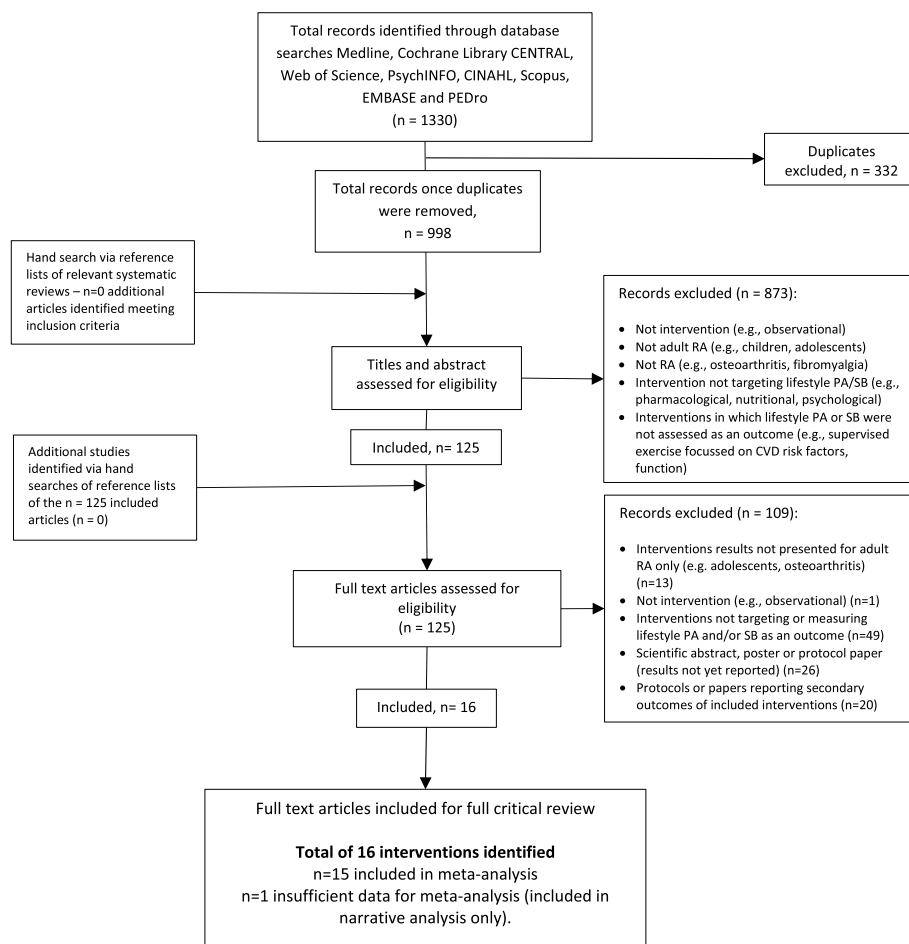 Total records identified through database
searches Medline, Cochrane Library CENTRAL,
Web of Science, PsychINFO, CINAHL, Scopus,
EMBASE and PEDro
(n = 1330)
Duplicates
excluded, n = 332
Total records once duplicates
were removed,
n = 998
Hand search via reference
lists of relevant systematic
reviews – n=0 additional
articles identified meeting
inclusion criteria
Records excluded (n = 873):
• Not intervention (e.g., observational)
• Not adult RA (e.g., children, adolescents)
• Not RA (e.g., osteoarthritis, fibromyalgia)
• Intervention not targeting lifestyle PA/SB (e.g.,
pharmacological, nutritional, psychological)
• Interventions in which lifestyle PA or SB were
not assessed as an outcome (e.g., supervised
exercise focussed on CVD risk factors,
function)
Titles and abstract
assessed for eligibility
Included, n= 125
Additional studies
identified via hand
searches of reference lists
of the n = 125 included
articles (n = 0)
Records excluded (n = 109):
• Interventions results not presented for adult
RA only (e.g. adolescents, osteoarthritis)
(n=13)
• Not intervention (e.g., observational) (n=1)
• Interventions not targeting or measuring
lifestyle PA and/or SB as an outcome (n=49)
• Scientific abstract, poster or protocol paper
(results not yet reported) (n=26)
• Protocols or papers reporting secondary
outcomes of included interventions (n=20)
Full text articles assessed for
eligibility
(n = 125)
Included, n= 16
Full text articles included for full critical review
Total of 16 interventions identified
n=15 included in meta-analysis
n=1 insufficient data for meta-analysis (included in
narrative analysis only).